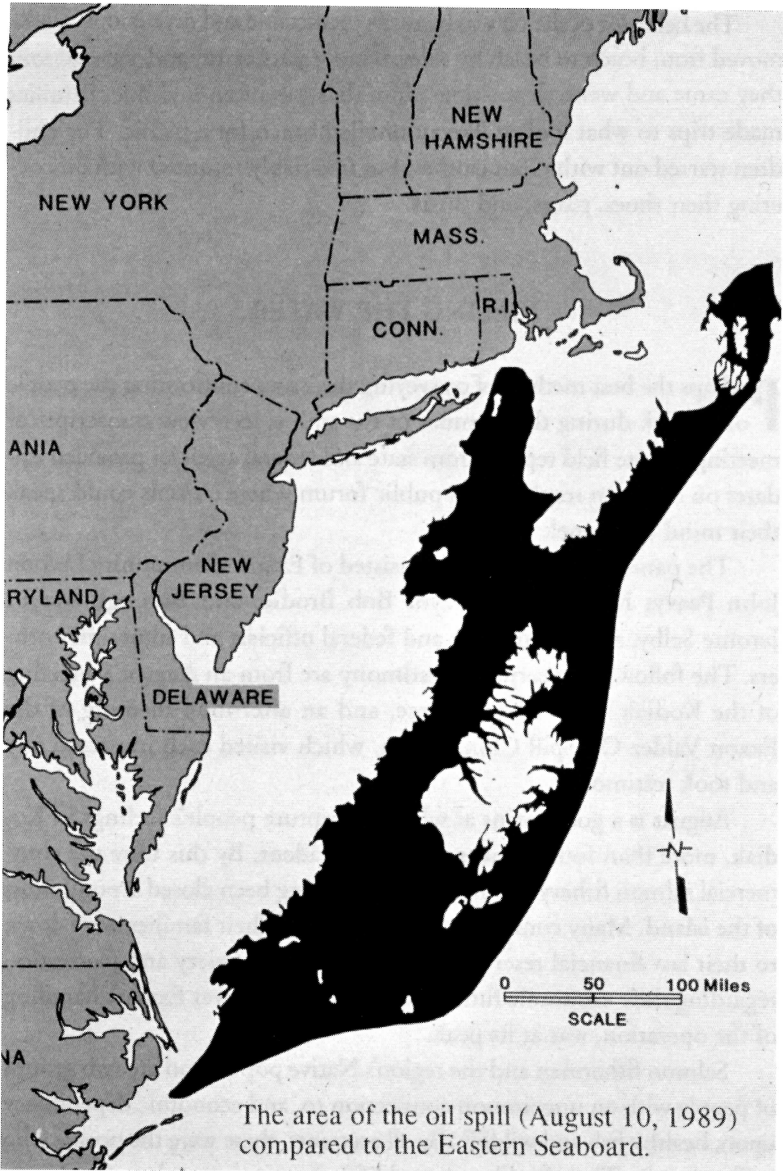 NEW
HAMSHIRE
NEW YORK
MASS.
R.I.
CONN.
ANIA
NEW
JERSEY
RYLAND
DELAWARE
N
0 50 100 Miles
SCALE
NA
The area of the oil spill (August 10, 1989)
compared to the Eastern Seaboard.